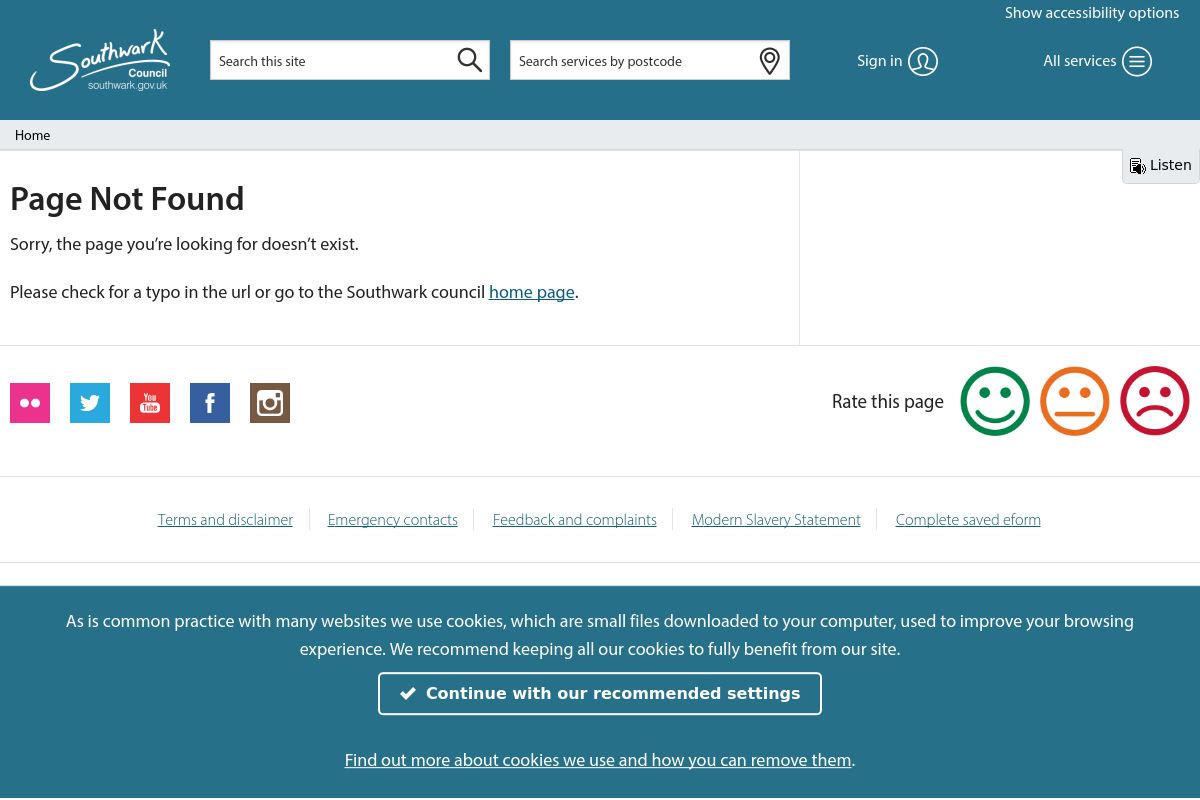 Show accessibility options
Southwark
Council
southwark.gov.uk
Search this site
Search services by postcode
Sign in
All services
Home
Listen
Page Not Found
Sorry, the page you're looking for doesn't exist.
Please check for a typo in the url or go to the Southwark council home page.
You
Tube
f
Rate this page
Terms and disclaimer
Emergency contacts
Feedback and complaints
Modern Slavery Statement
Complete saved eform
As is common practice with many websites we use cookies, which are small files downloaded to your computer, used to improve your browsing
experience. We recommend keeping all our cookies to fully benefit from our site.
Continue with our recommended settings
Find out more about cookies we use and how you can remove them.